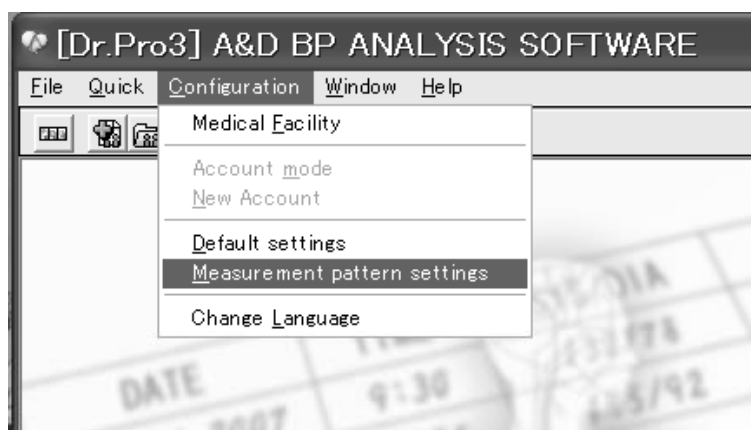 [Dr.Pro3] A&D BP ANALYSIS SOFTWARE
File Quick Configuration Window Help
Medical Facility
Account mode
New Account
Default settings
Measurement pattern settings
Change Language
DIA
DATE
9:30
2007